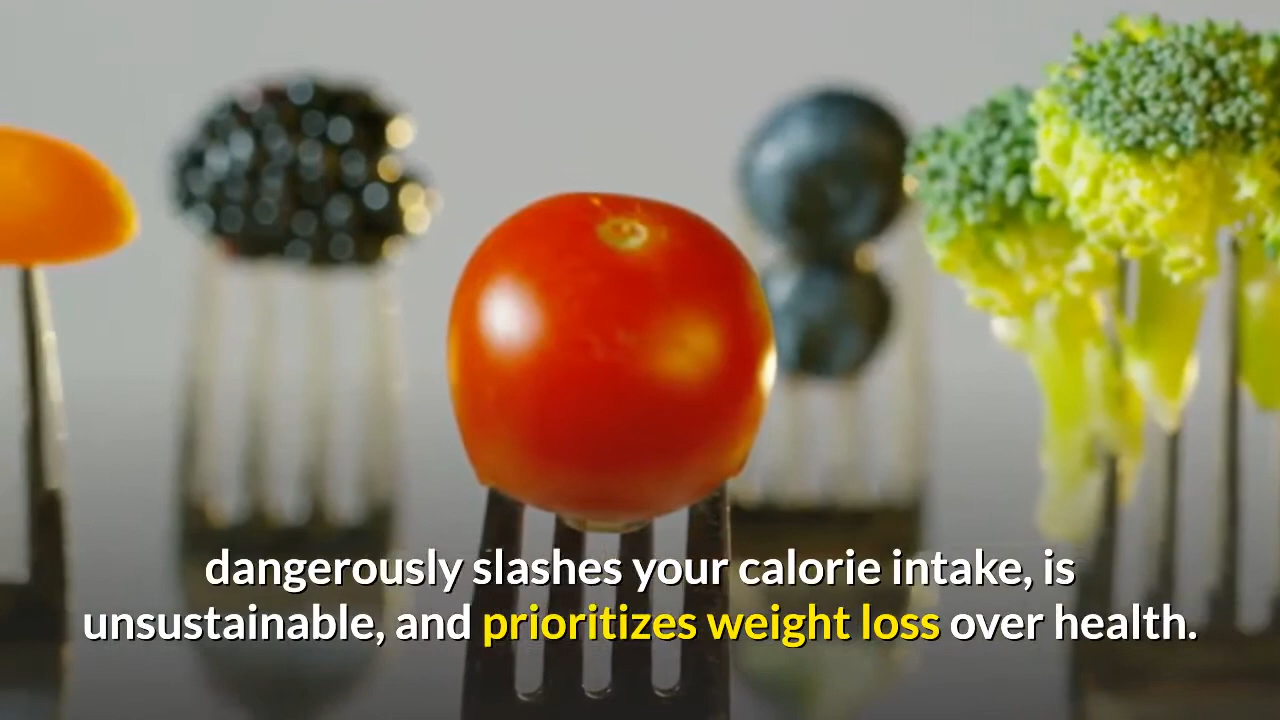 dangerously slashes your calorie intake, is
unsustainable, and prioritizes weight loss over health.